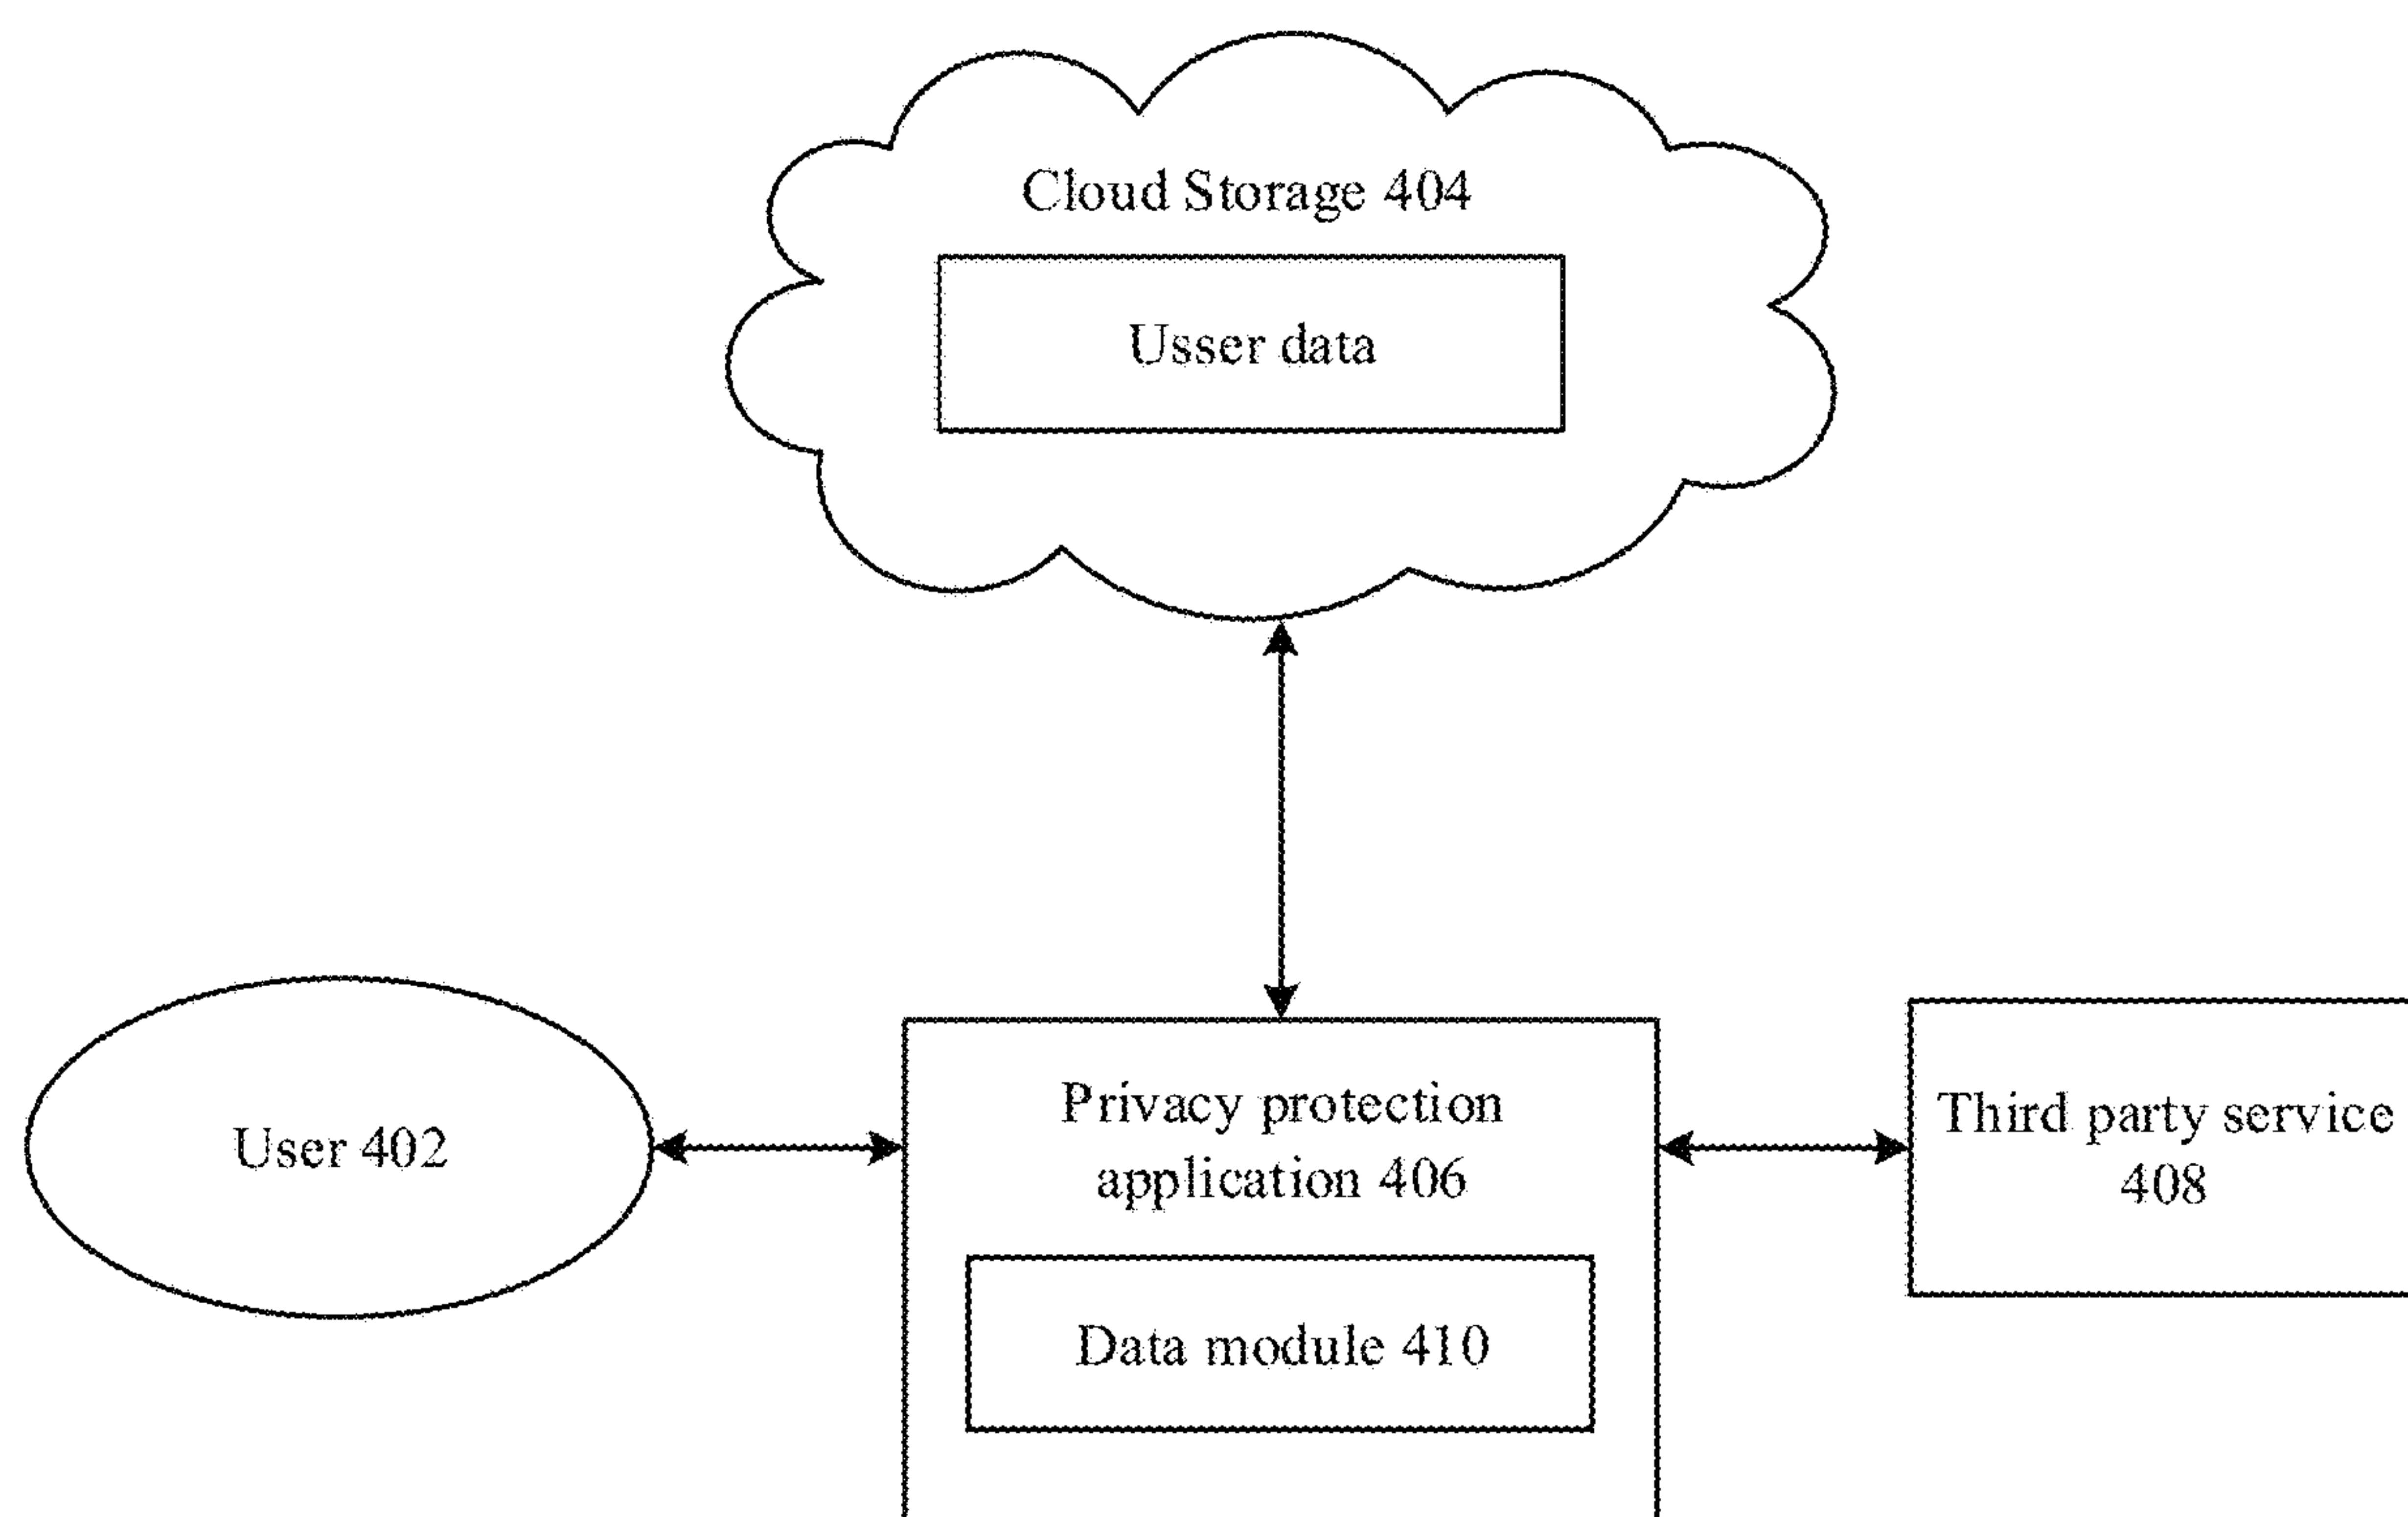 Cloud Storage 404
Usser data
User 402
Privacy protection
application 406
Data module 410
Third party service
408